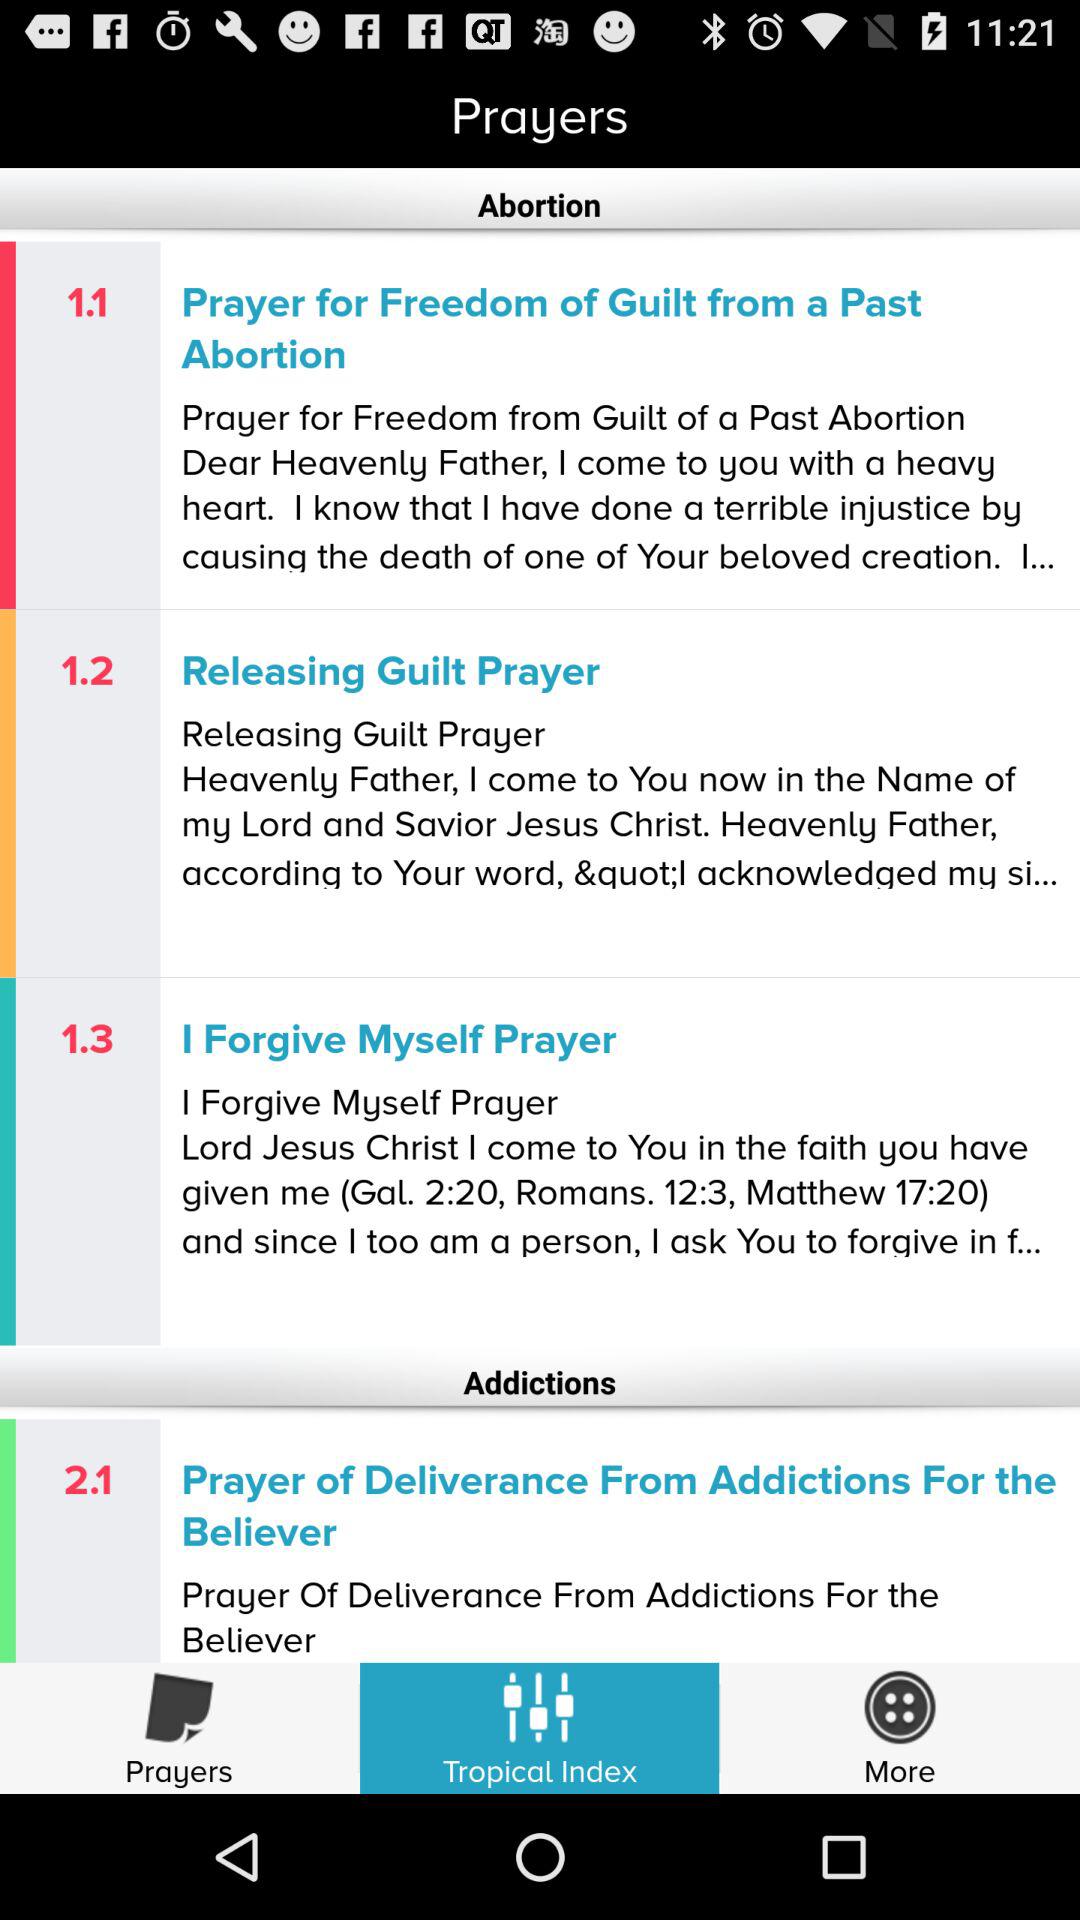 QT 淘 11:21
Prayers
Abortion
1.1 Prayer for Freedom of Guilt from a Past
Abortion
Prayer for Freedom from Guilt of a Past Abortion
Dear Heavenly Father, I come to you with a heavy
heart.  I know that I have done a terrible injustice by
causing the death of one of Your beloved creation.  I...
1.2 Releasing Guilt Prayer
Releasing Guilt Prayer
Heavenly Father, I come to You now in the Name of
my Lord and Savior Jesus Christ. Heavenly Father,
according to Your word, &quot;I acknowledged my si...
1.3 I Forgive Myself Prayer
I Forgive Myself Prayer
Lord Jesus Christ I come to You in the faith you have
given me (Gal. 2:20, Romans. 12:3, Matthew 17:20)
and since I too am a person, I ask You to forgive in f...
Addictions
2.1 Prayer of Deliverance From Addictions For the
Believer
Prayer Of Deliverance From Addictions For the
Believer
Prayers Tropical Index More